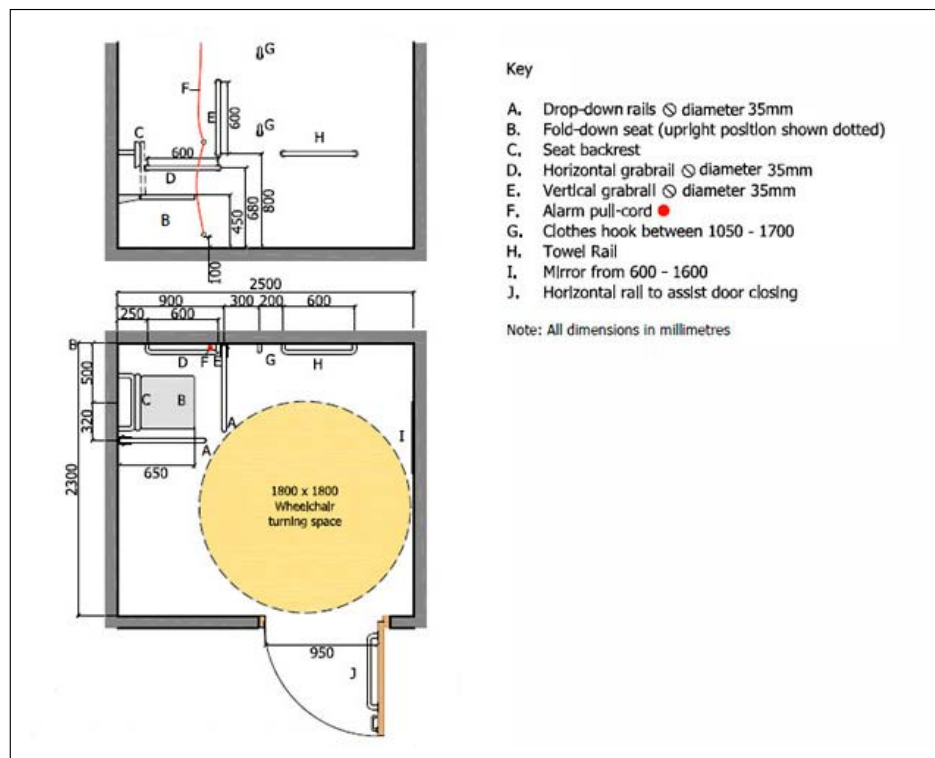 G
F
E
600
C
G
600
H
D
B
450
680
800
100
2500
900
300
200
600
250
600
B
D
F
E
G
H
500
C
B
A
I
320
A
650
2300
1800 x 1800
Wheelchair
turning space
950
J
Key
A. Drop-down rails ⦸ diameter 35mm
B. Fold-down seat (upright position shown dotted)
C. Seat backrest
D. Horizontal grabrail ⦸ diameter 35mm
E. Vertical grabrail ⦸ diameter 35mm
F. Alarm pull-cord
G. Clothes hook between 1050 - 1700
H. Towel Rail
I. Mirror from 600 - 1600
J. Horizontal rail to assist door closing
Note: All dimensions in millimetres